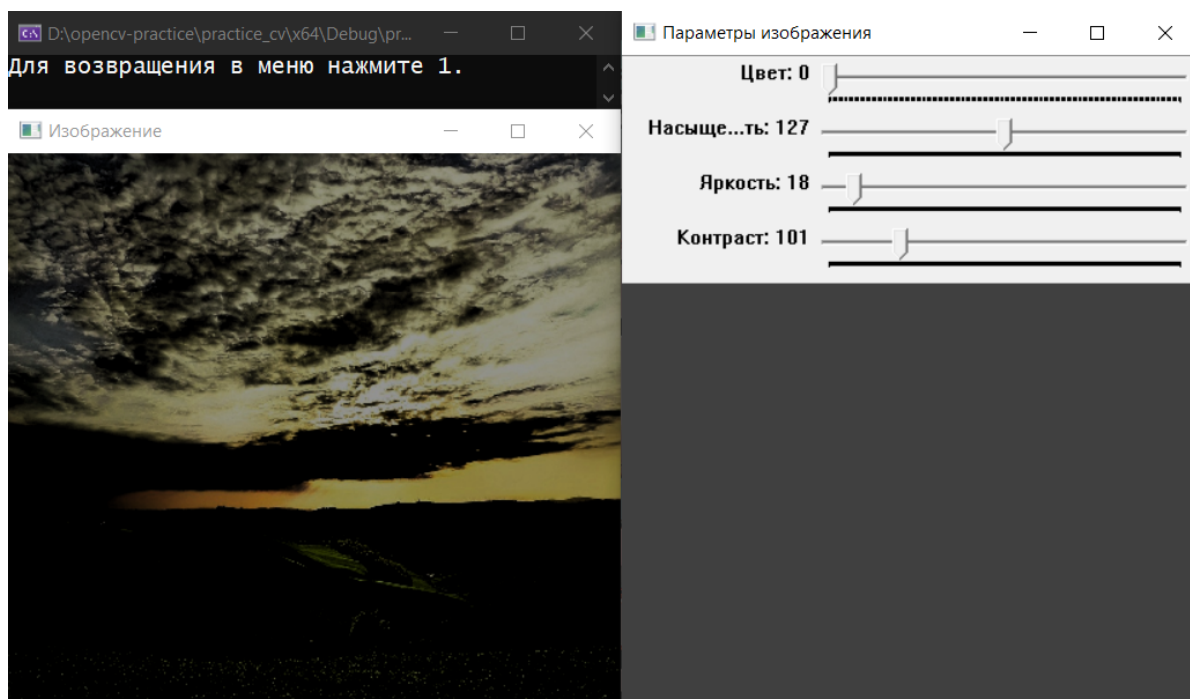 D:\opencv-practice\practice_cv\x64\Debug\pr...
Для возвращения в меню нажмите 1.
Изображение
Параметры изображения
Цвет: 0
Насыще...ть: 127
Яркость: 18
Контраст: 101